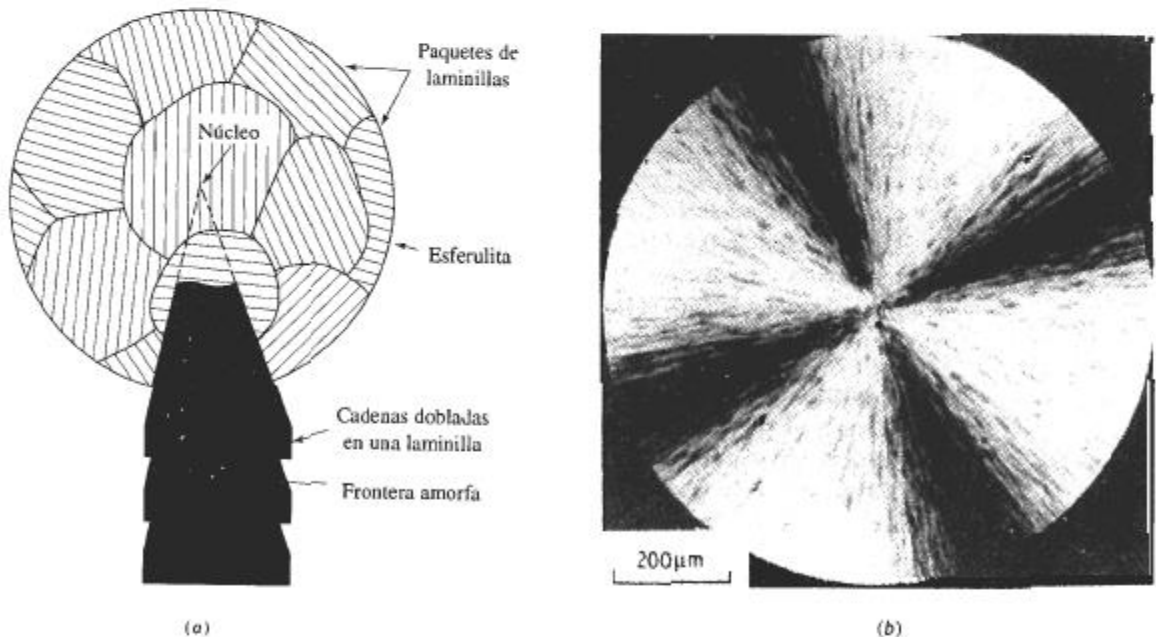 Paquetes de
laminillas
Núcleo
Esferulita
Cadenas dobladas
en una laminilla
Frontera amorfa
(a)
200μm
(b)